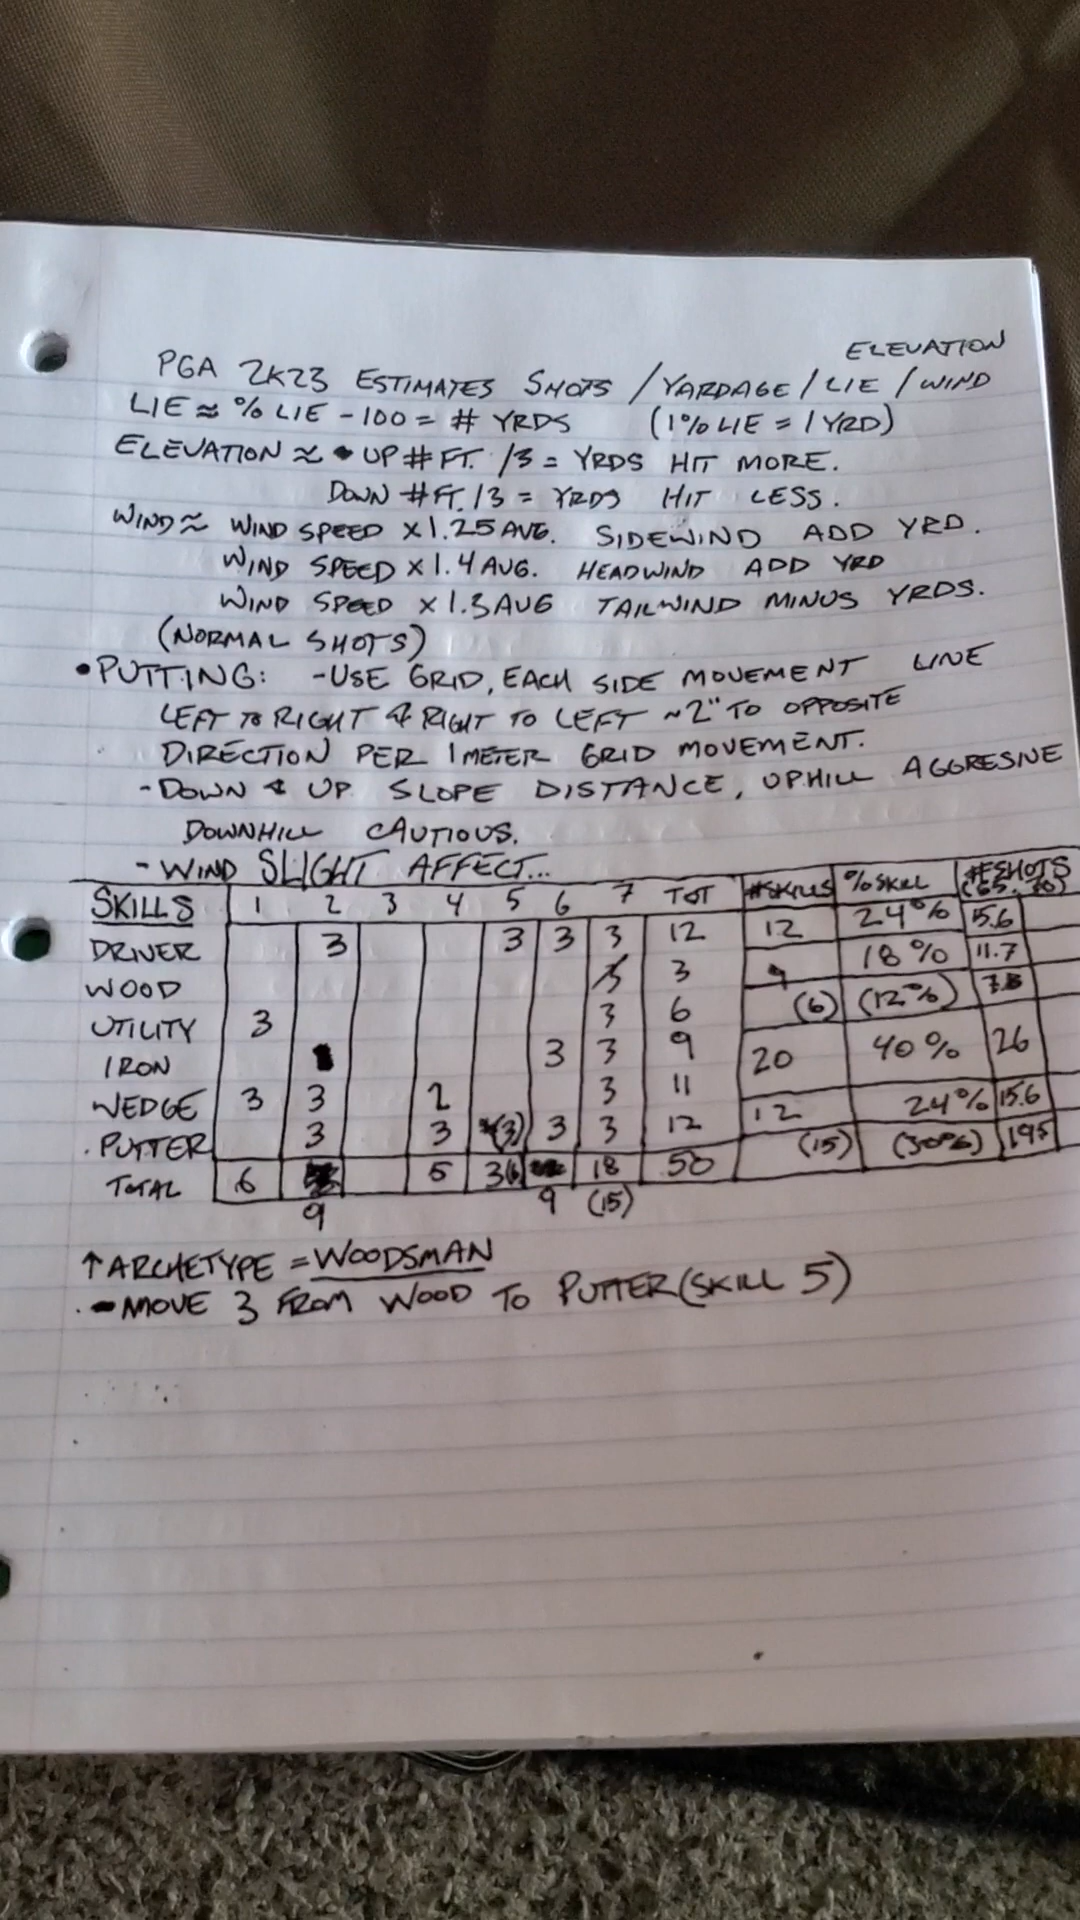 ELEVATION
PGA 2K23 ESTIMATES SHOTS / YARDAGE / LIE / WIND
LIE ≈ % LIE - 100 = # YRDS (1% LIE = 1 YRD)
ELEVATION ≈ • UP # FT. /3 = YRDS HIT MORE.
DOWN # FT. /3 = YRDS HIT LESS.
WIND ≈ WIND SPEED X 1.25 AVG. SIDEWIND ADD YRD.
WIND SPEED X 1.4 AUG. HEADWIND ADD YRD
WIND SPEED X 1.3 AUG TAILWIND MINUS YRDS.
(NORMAL SHOTS)
• PUTTING: - USE GRID, EACH SIDE MOVEMENT LINE
LEFT TO RIGHT & RIGHT TO LEFT ~2" TO OPPOSITE
DIRECTION PER 1 METER GRID MOVEMENT.
- DOWN & UP SLOPE DISTANCE, UPHILL AGGRESIVE
DOWNHILL CAUTIOUS.
- WIND SLIGHT AFFECT...
SKILLS 1 2 3 4 5 6 7 TOT #SKILLS % SKILL #SHOTS
DRIVER 3 3 3 3 12 12 24% 15.6
WOOD 3 3 18% 11.7
UTILITY 3 3 6 (6) (12%)
IRON 3 3 9 20 40% 26
WEDGE 3 3 2 3 11 12 24% 15.6
PUTTER 3 3 (3) 3 3 12 (15) (30%) 19.5
TOTAL 6 5 18 50
9 9 (15)
↑ ARCHETYPE = WOODSMAN
- MOVE 3 FROM WOOD TO PUTTER (SKILL 5)